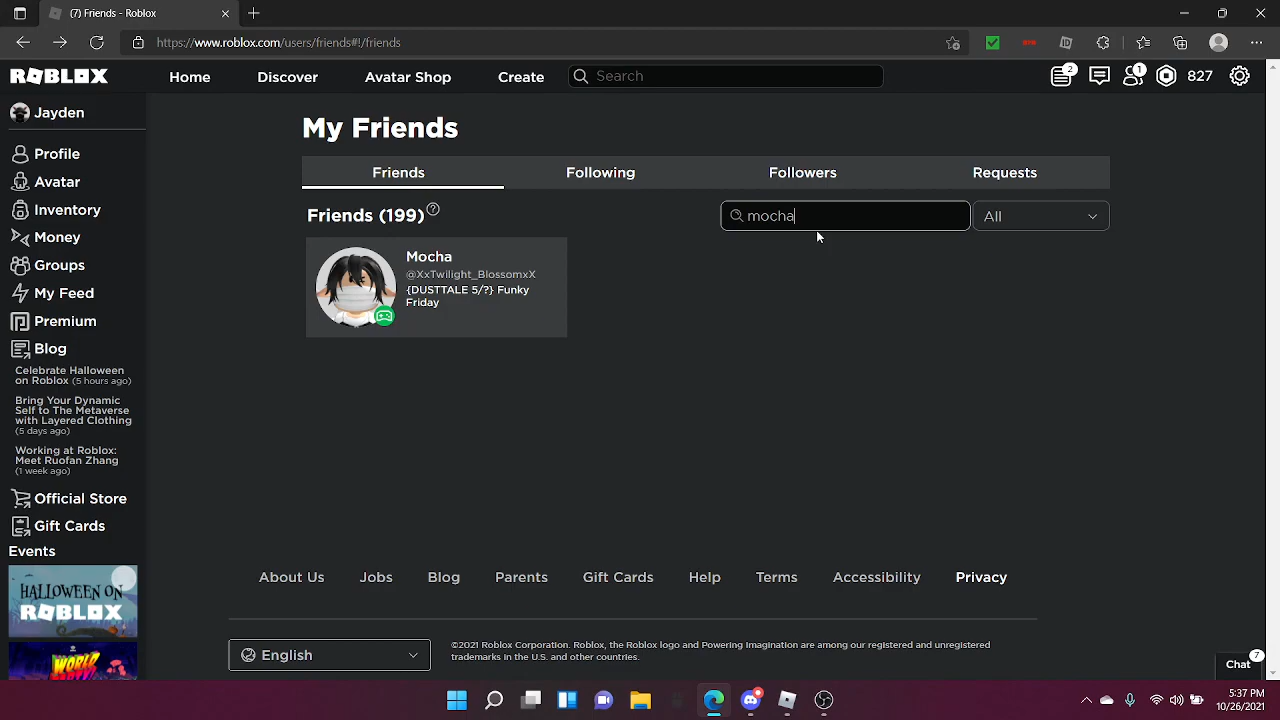 (7) Friends - Roblox
https://www.roblox.com/users/friends#!/friends
ROBLOX
Home
Discover
Avatar Shop
Create
Search
2
1
827
Jayden
Profile
Avatar
Inventory
Money
Groups
My Feed
Premium
Blog
Celebrate Halloween
on Roblox (5 hours ago)
Bring Your Dynamic
Self to The Metaverse
with Layered Clothing
(5 days ago)
Working at Roblox:
Meet Ruofan Zhang
(1 week ago)
Official Store
Gift Cards
Events
HALLOWEEN ON
ROBLOX
WORLD
PARTY
My Friends
Friends
Following
Followers
Requests
Friends (199)
mocha
All
Mocha
@XxTwilight_BlossomxX
{DUSTTALE 5/?} Funky
Friday
About Us
Jobs
Blog
Parents
Gift Cards
Help
Terms
Accessibility
Privacy
English
©2021 Roblox Corporation. Roblox, the Roblox logo and Powering Imagination are among our registered and unregistered
trademarks in the U.S. and other countries.
Chat
7
5:37 PM
10/26/2021